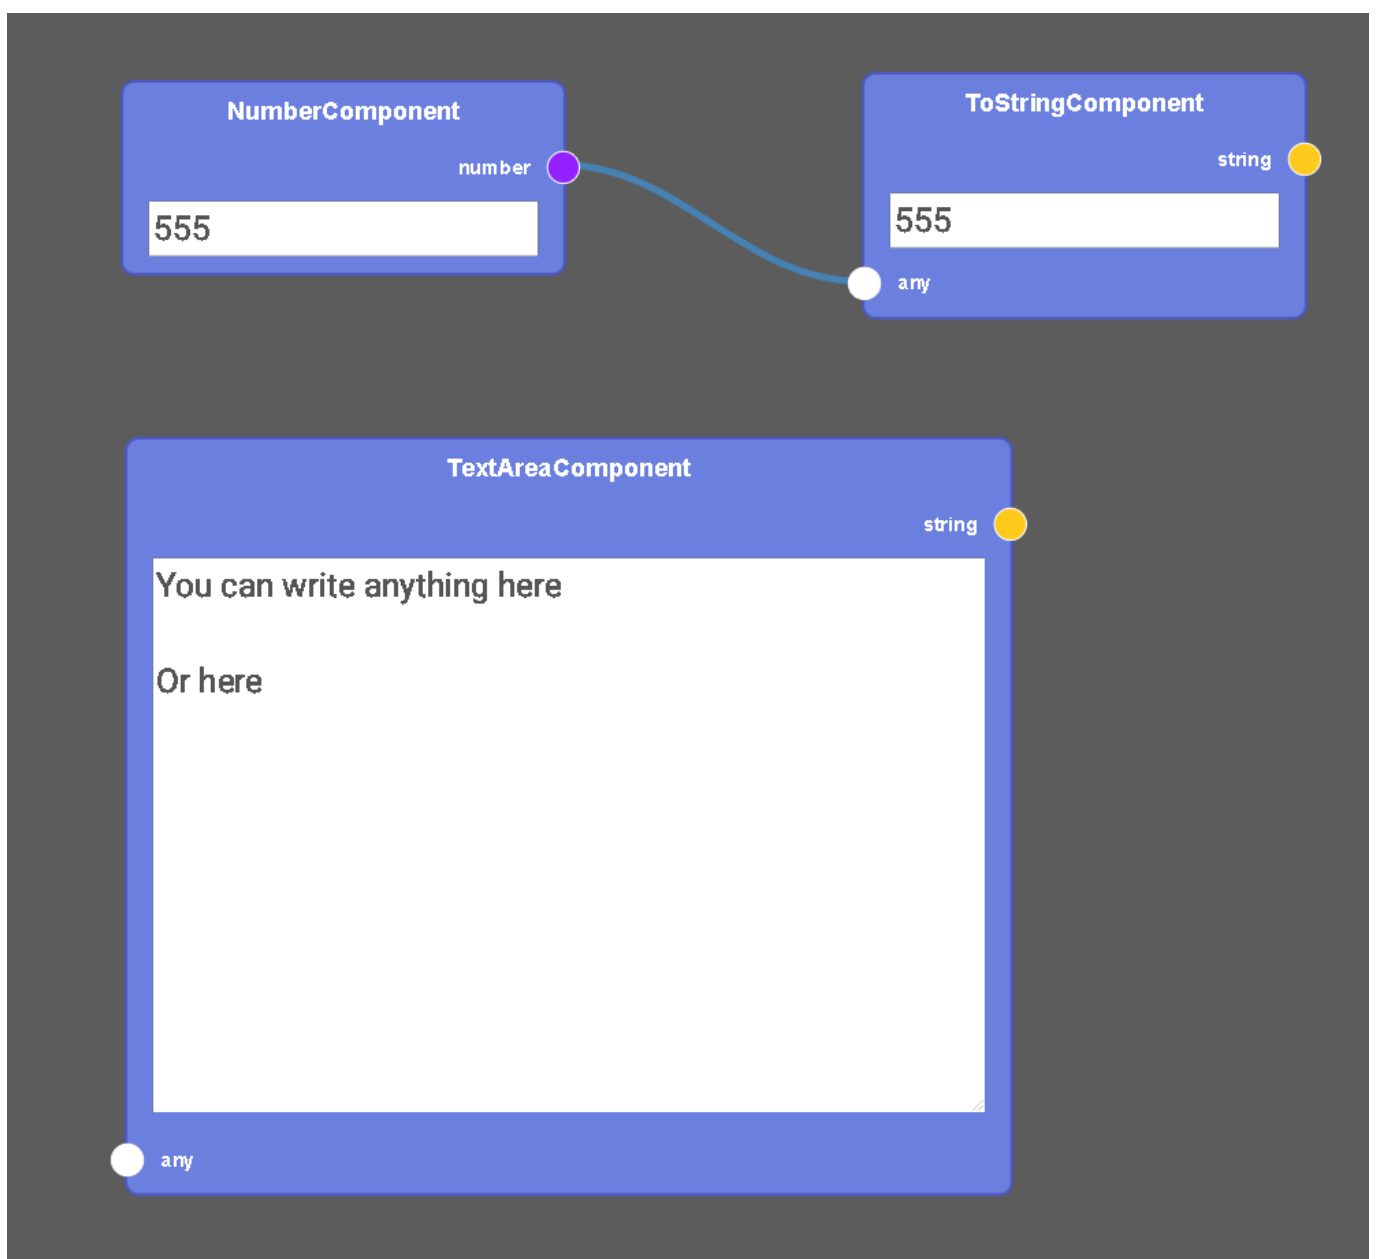 NumberComponent
number
555
ToStringComponent
string
555
any
TextAreaComponent
string
You can write anything here
Or here
any